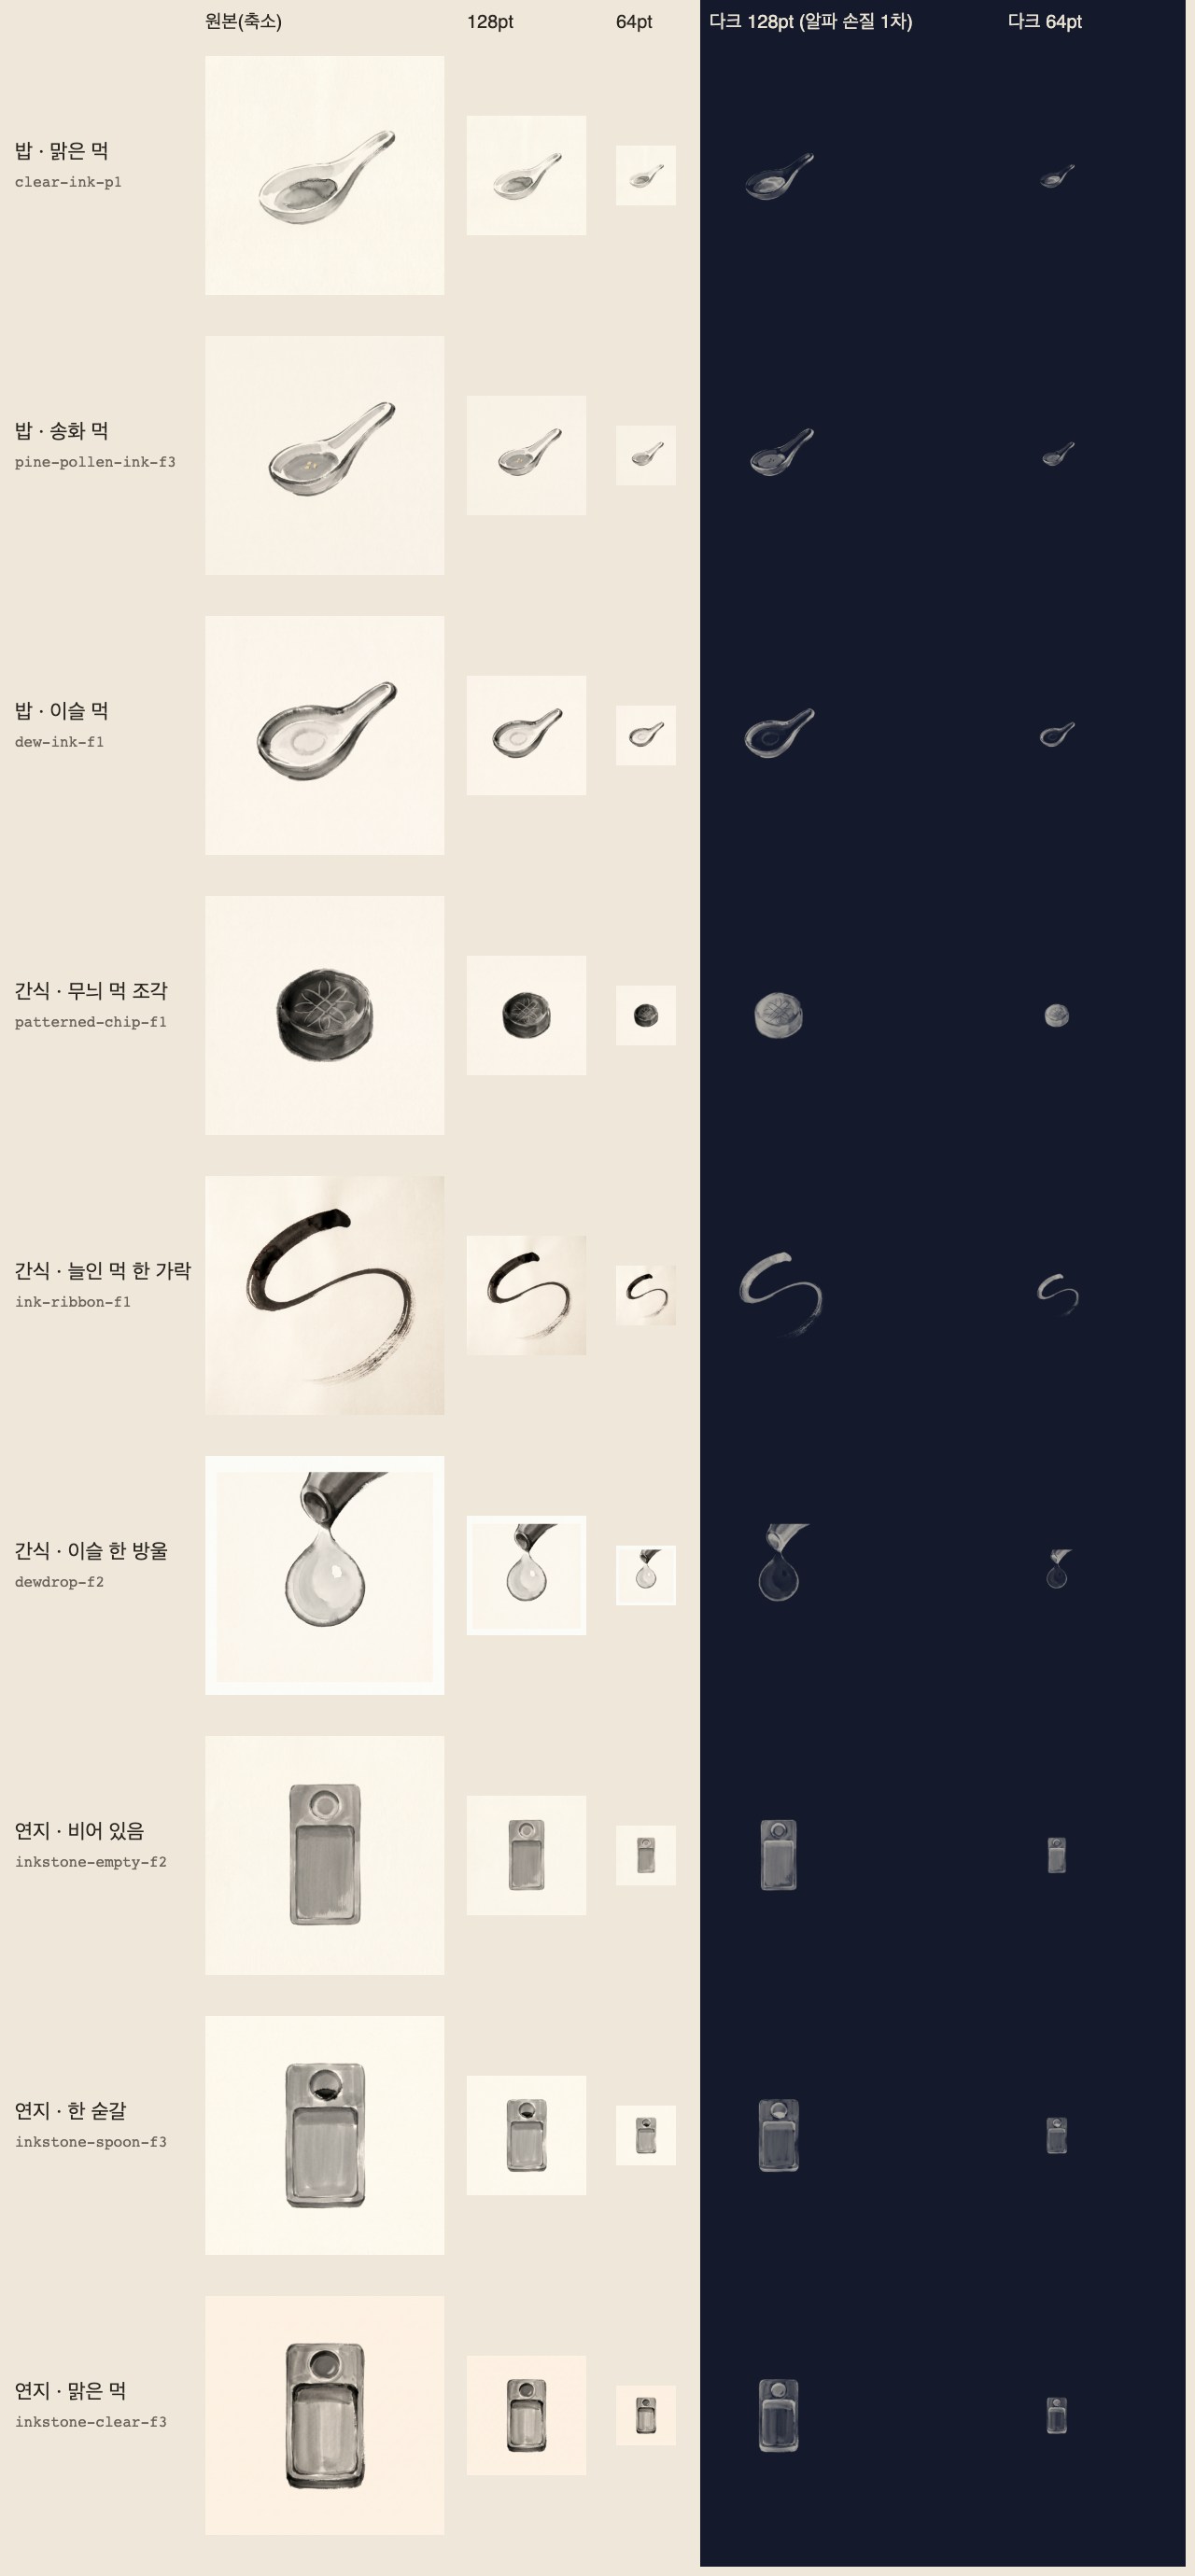 원본(축소) 128pt 64pt 다크 128pt (알파 손질 1차) 다크 64pt
밥 · 맑은 먹
clear-ink-p1
밥 · 송화 먹
pine-pollen-ink-f3
밥 · 이슬 먹
dew-ink-f1
간식 · 무늬 먹 조각
patterned-chip-f1
간식 · 늘인 먹 한 가락
ink-ribbon-f1
간식 · 이슬 한 방울
dewdrop-f2
연지 · 비어 있음
inkstone-empty-f2
연지 · 한 숟갈
inkstone-spoon-f3
연지 · 맑은 먹
inkstone-clear-f3